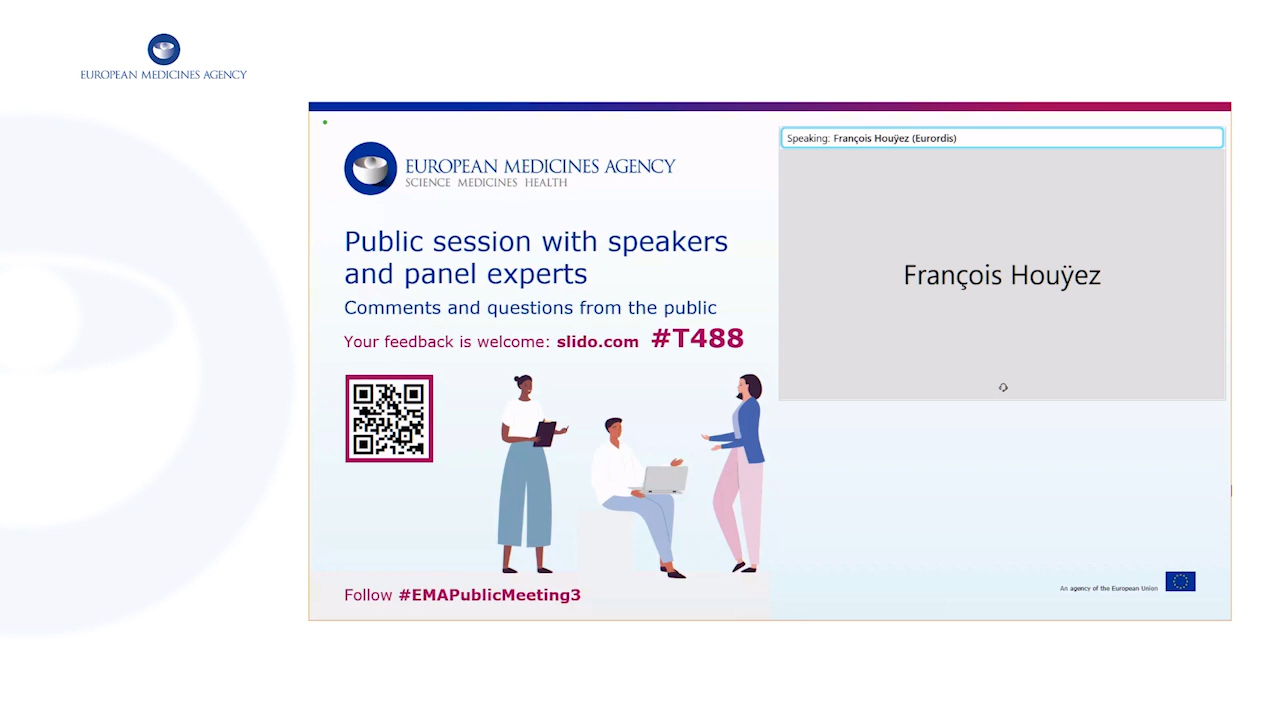 EUROPEAN MEDICINES AGENCY
EUROPEAN MEDICINES AGENCY
SCIENCE MEDICINES HEALTH
Public session with speakers
and panel experts
Comments and questions from the public
Your feedback is welcome: slido.com #T488
Follow #EMAPublicMeeting3
Speaking: François Houÿez (Eurordis)
François Houÿez
An agency of the European Union